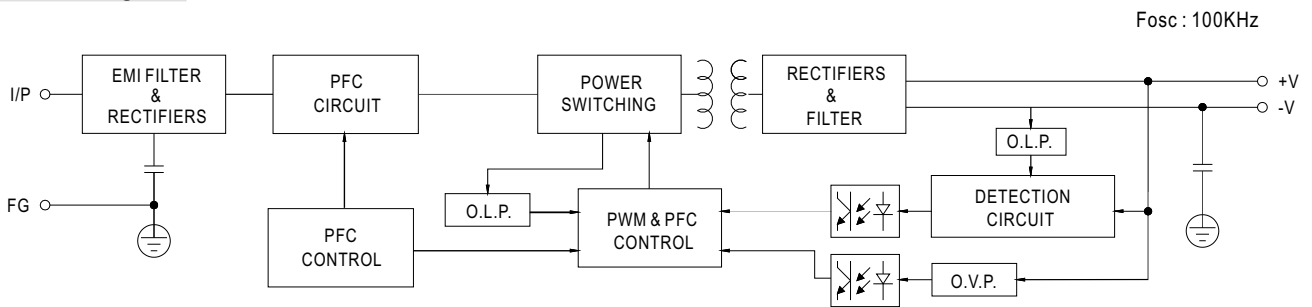 Fosc : 100KHz
I/P
EMI FILTER
&
RECTIFIERS
PFC
CIRCUIT
POWER
SWITCHING
RECTIFIERS
&
FILTER
+V
-V
O.L.P.
DETECTION
CIRCUIT
FG
O.L.P.
PFC
CONTROL
PWM & PFC
CONTROL
O.V.P.